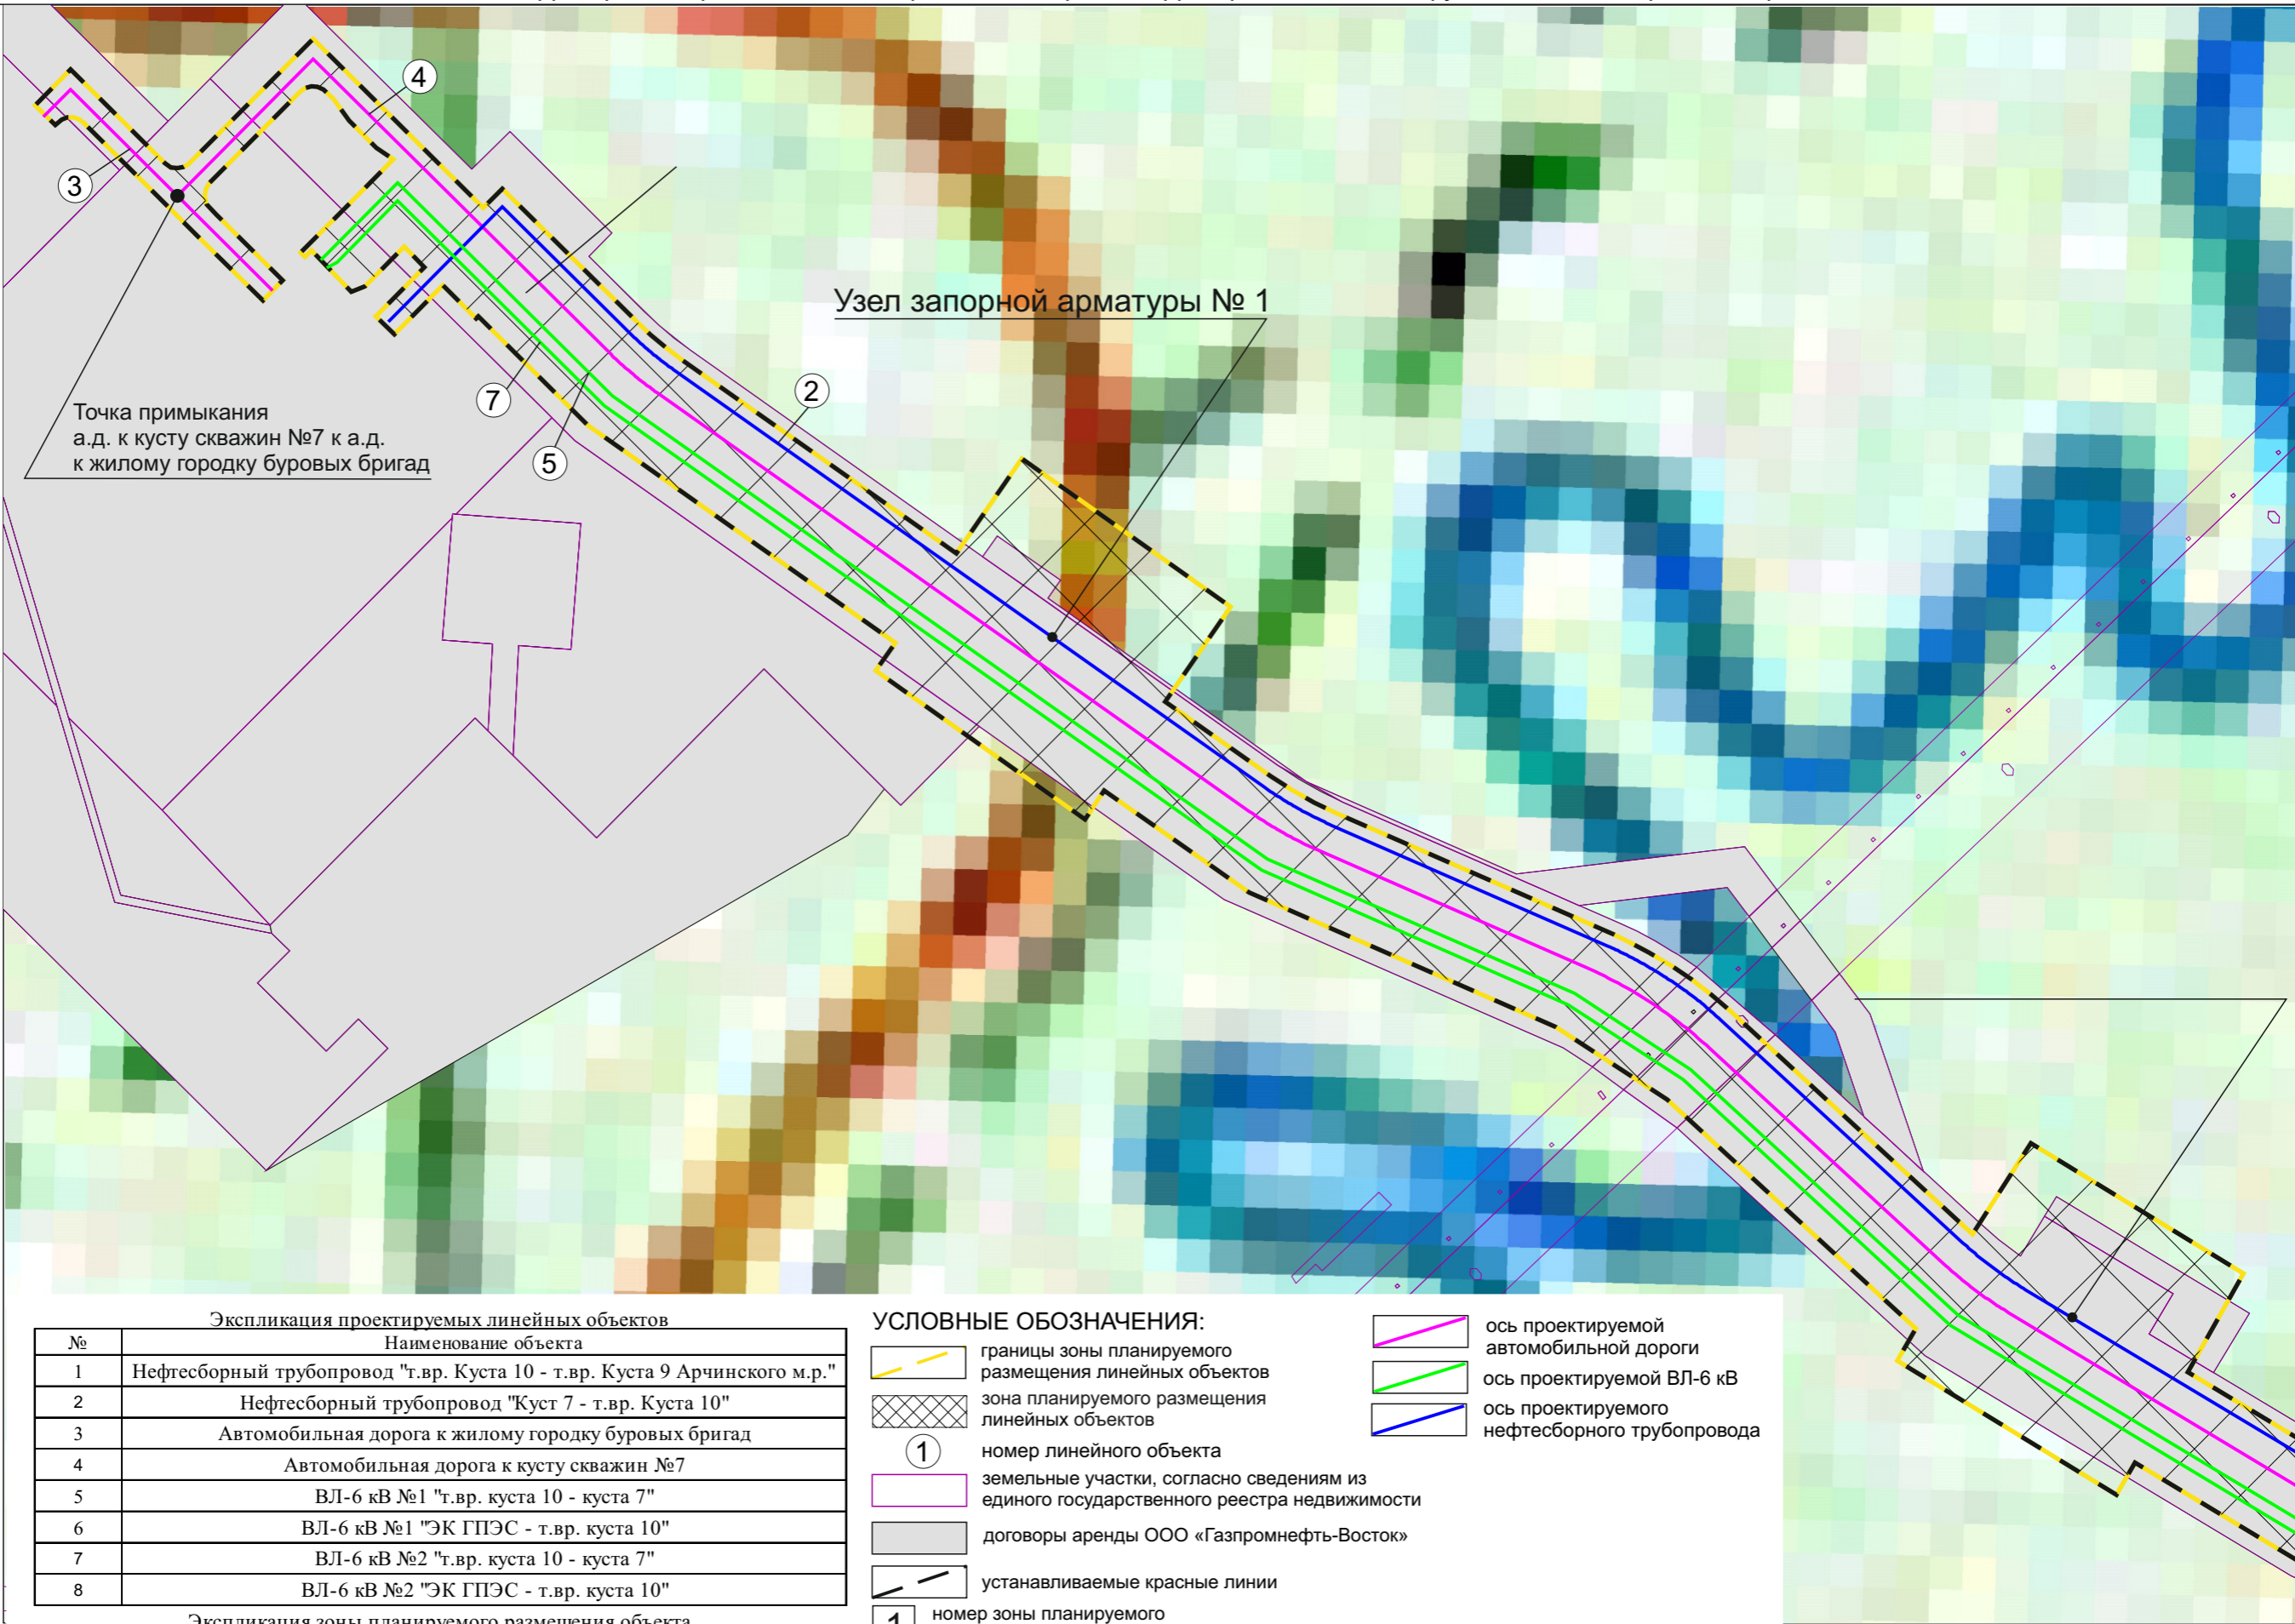 4
3
Узел запорной арматуры № 1
2
7
5
Точка примыкания
а.д. к кусту скважин №7 к а.д.
к жилому городку буровых бригад
Экспликация проектируемых линейных объектов
№ Наименование объекта
1 Нефтесборный трубопровод "т.вр. Куста 10 - т.вр. Куста 9 Арчинского м.р."
2 Нефтесборный трубопровод "Куст 7 - т.вр. Куста 10"
3 Автомобильная дорога к жилому городку буровых бригад
4 Автомобильная дорога к кусту скважин №7
5 ВЛ-6 кВ №1 "т.вр. куста 10 - куста 7"
6 ВЛ-6 кВ №1 "ЭК ГПЭС - т.вр. куста 10"
7 ВЛ-6 кВ №2 "т.вр. куста 10 - куста 7"
8 ВЛ-6 кВ №2 "ЭК ГПЭС - т.вр. куста 10"
Экспликация зоны планируемого размещения объекта
УСЛОВНЫЕ ОБОЗНАЧЕНИЯ:
границы зоны планируемого
размещения линейных объектов
зона планируемого размещения
линейных объектов
1 номер линейного объекта
земельные участки, согласно сведениям из
единого государственного реестра недвижимости
договоры аренды ООО «Газпромнефть-Восток»
устанавливаемые красные линии
1 номер зоны планируемого
ось проектируемой
автомобильной дороги
ось проектируемой ВЛ-6 кВ
ось проектируемого
нефтесборного трубопровода